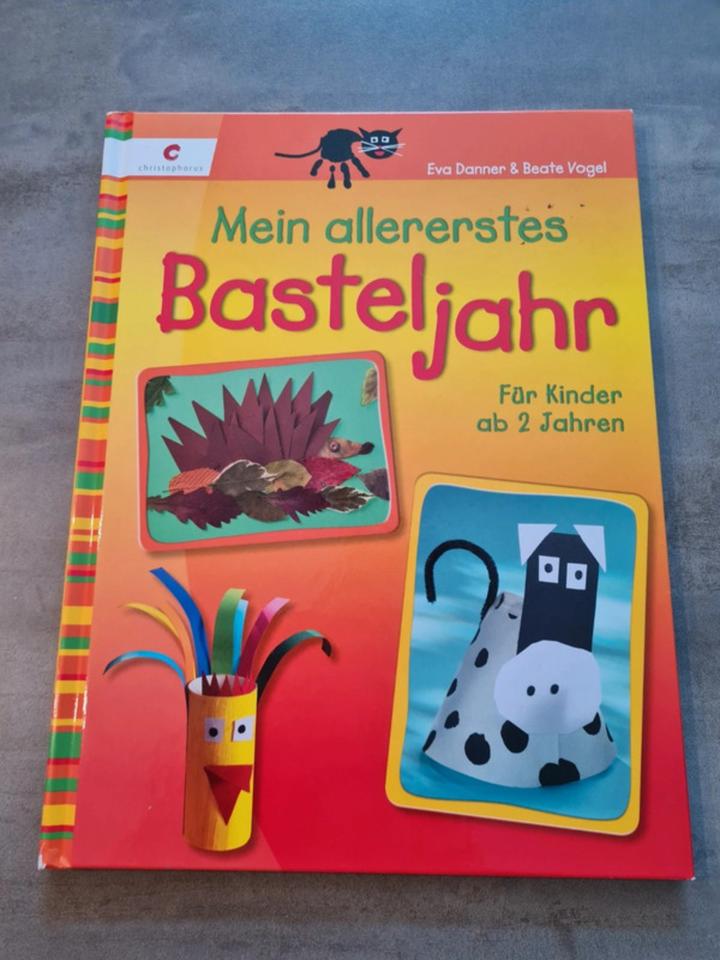 christophorus
Eva Danner & Beate Vogel
Mein allererstes
Basteljahr
Für Kinder
ab 2 Jahren